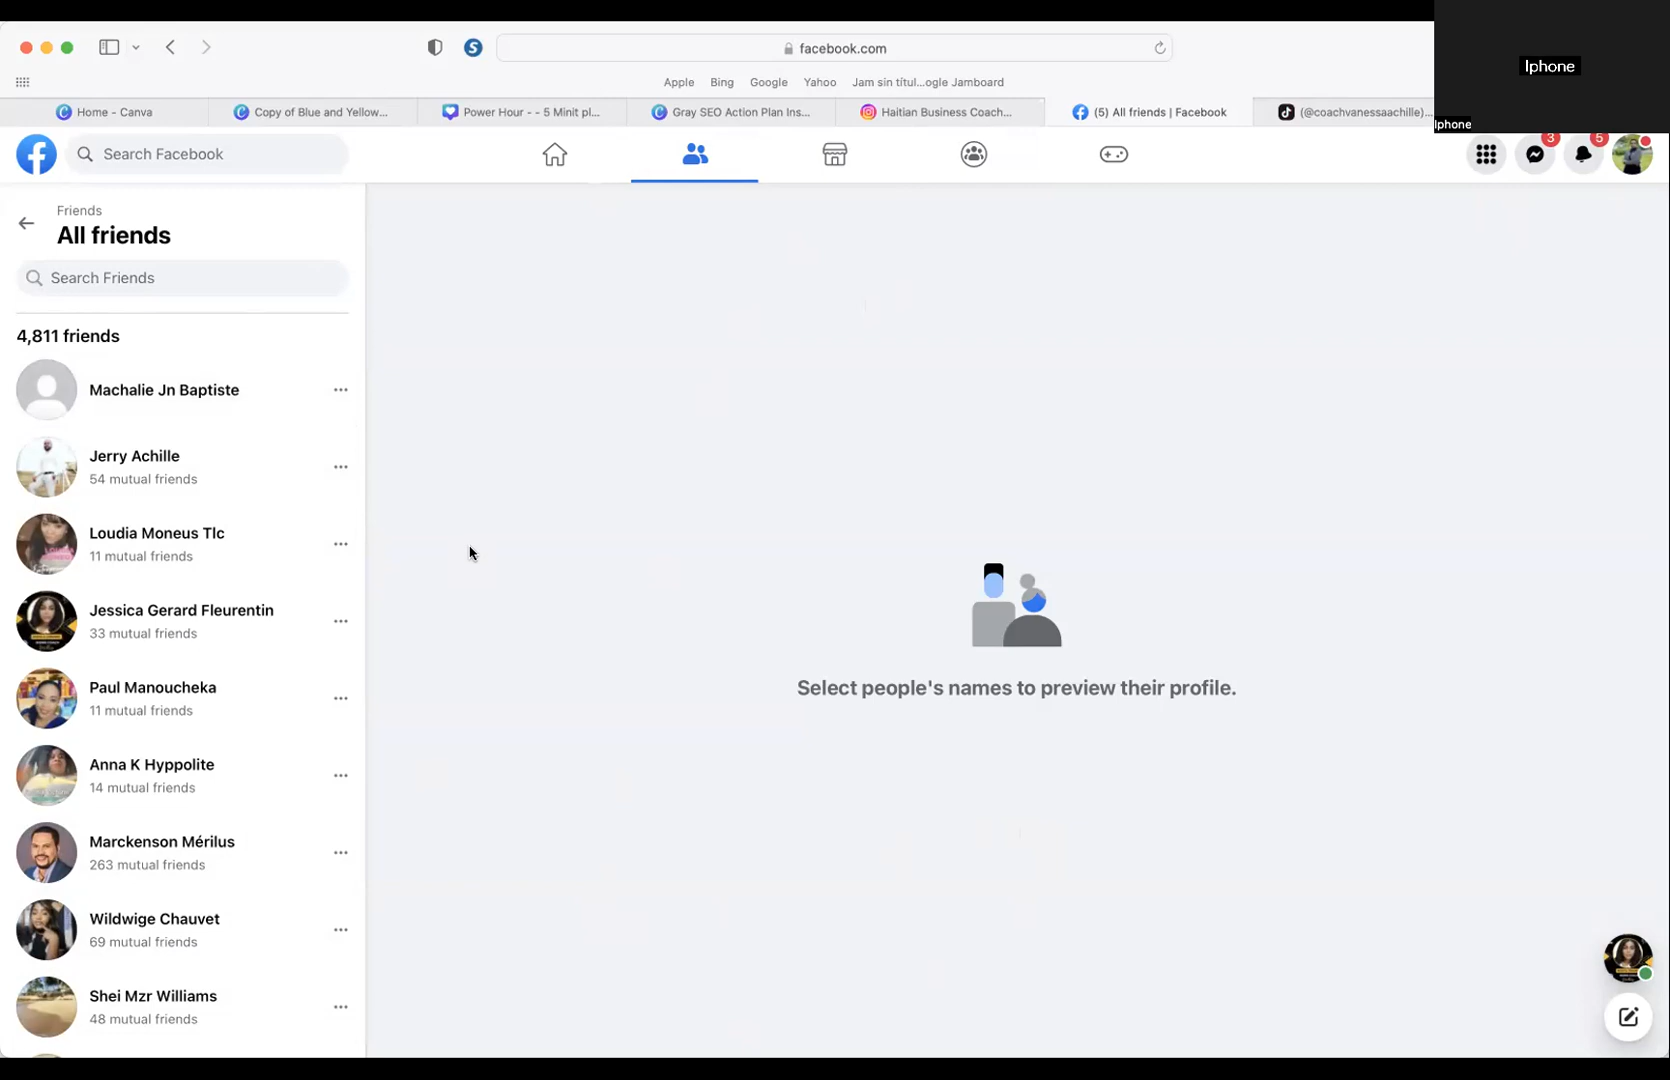 facebook.com
Iphone
Iphone
Apple Bing Google Yahoo Jam sin títul...ogle Jamboard
Home - Canva
Copy of Blue and Yellow...
Power Hour - - 5 Minit pl...
Gray SEO Action Plan Ins...
Haitian Business Coach...
(5) All friends | Facebook
(@coachvanessaachille)...
Search Facebook
3
5
Friends
All friends
Search Friends
4,811 friends
Machalie Jn Baptiste
Jerry Achille
54 mutual friends
Loudia Moneus Tlc
11 mutual friends
Jessica Gerard Fleurentin
33 mutual friends
Paul Manoucheka
11 mutual friends
Anna K Hyppolite
14 mutual friends
Marckenson Mérilus
263 mutual friends
Wildwige Chauvet
69 mutual friends
Shei Mzr Williams
48 mutual friends
Select people's names to preview their profile.